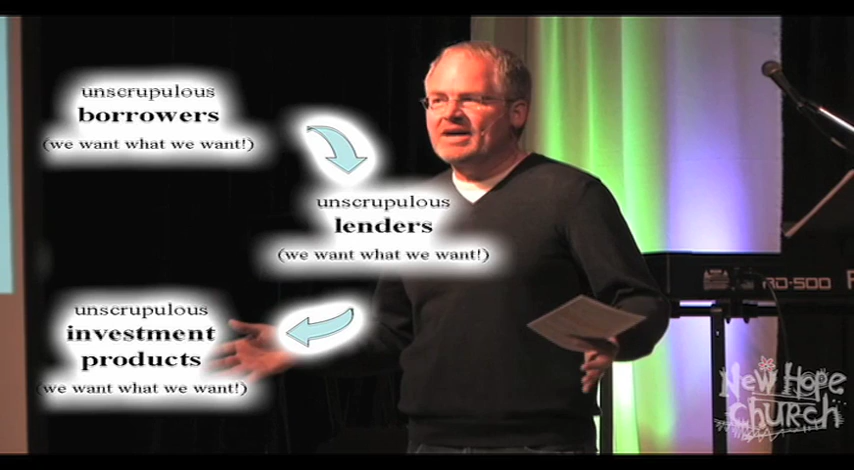 unscrupulous
borrowers
(we want what we want!)
unscrupulous
lenders
(we want what we want!)
unscrupulous
investment
products
(we want what we want!)
RD-500
New Hope
Church